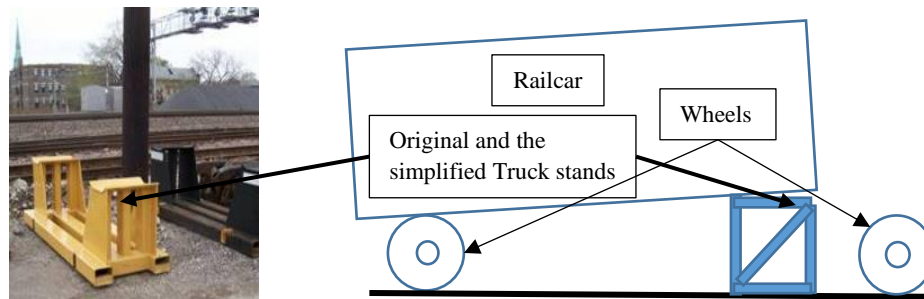 Railcar
Wheels
Original and the
simplified Truck stands